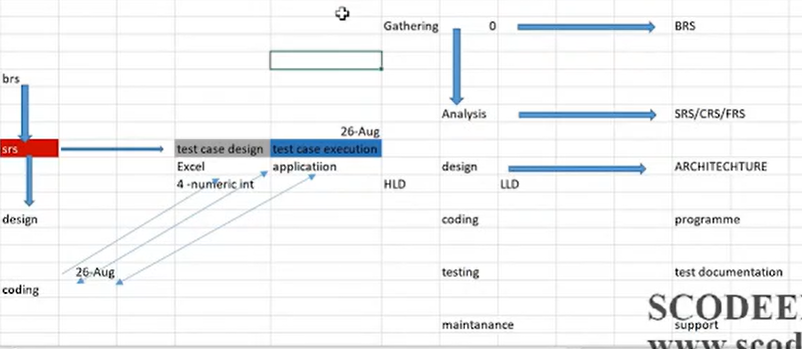 Gathering 0 BRS
brs
Analysis SRS/CRS/FRS
26-Aug
srs test case design test case execution
Excel applicatiion design ARCHITECHTURE
4 -numeric int HLD LLD
design coding programme
26-Aug testing test documentation
coding
SCODEE
maintanance support
www.scod